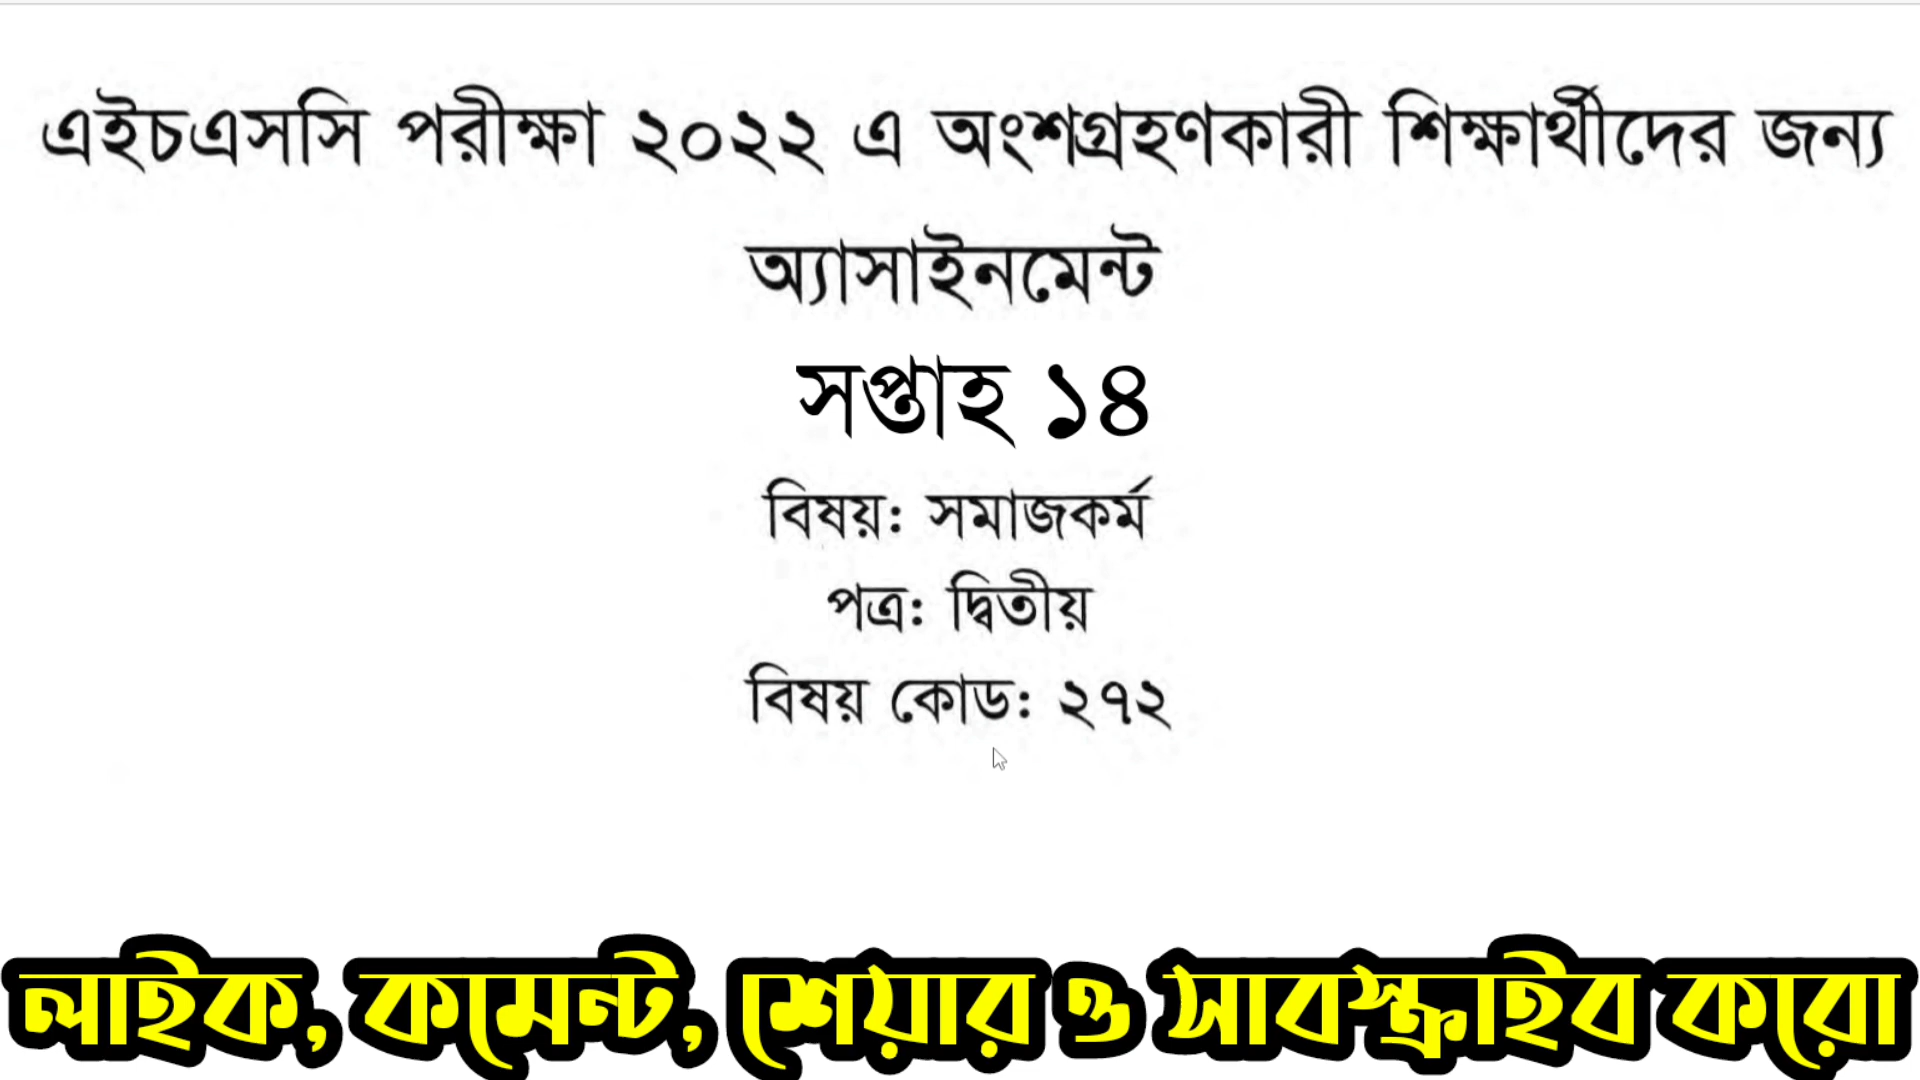 এইচএসসি পরীক্ষা ২০২২ এ অংশগ্রহণকারী শিক্ষার্থীদের জন্য
অ্যাসাইনমেন্ট
সপ্তাহ ১৪
বিষয়: সমাজকর্ম
পত্র: দ্বিতীয়
বিষয় কোড: ২৭২
লাইক, কমেন্ট, শেয়ার ও সাবস্ক্রাইব করো